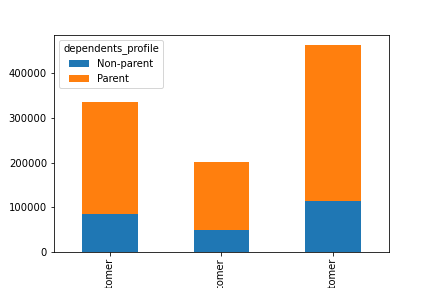 dependents_profile
Non-parent
Parent
400000
300000
200000
100000
0
tomer
tomer
tomer